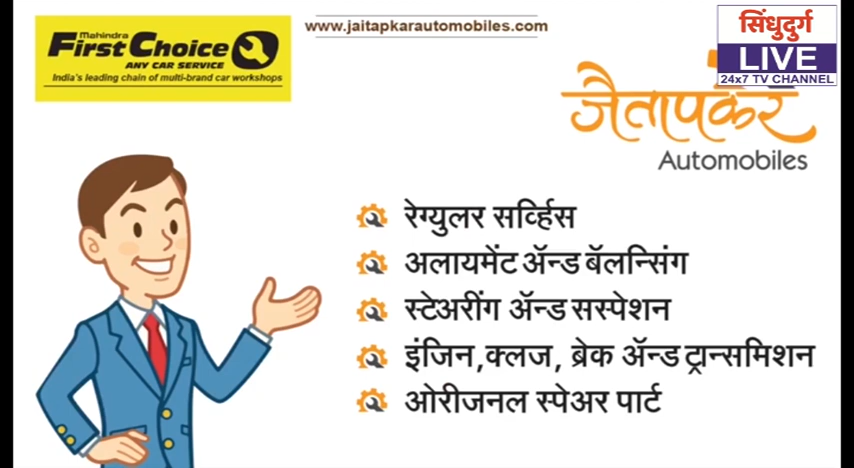 Mahindra
First Choice
ANY CAR SERVICE
India's leading chain of multi-brand car workshops
www.jaitapkarautomobiles.com
सिंधुदुर्ग
LIVE
24x7 TV CHANNEL
जैतापकर
Automobiles
रेग्युलर सर्व्हिस
अलायमेंट ॲन्ड बॅलन्सिंग
स्टेअरींग ॲन्ड सस्पेशन
इंजिन,क्लज, ब्रेक ॲन्ड ट्रान्समिशन
ओरीजनल स्पेअर पार्ट